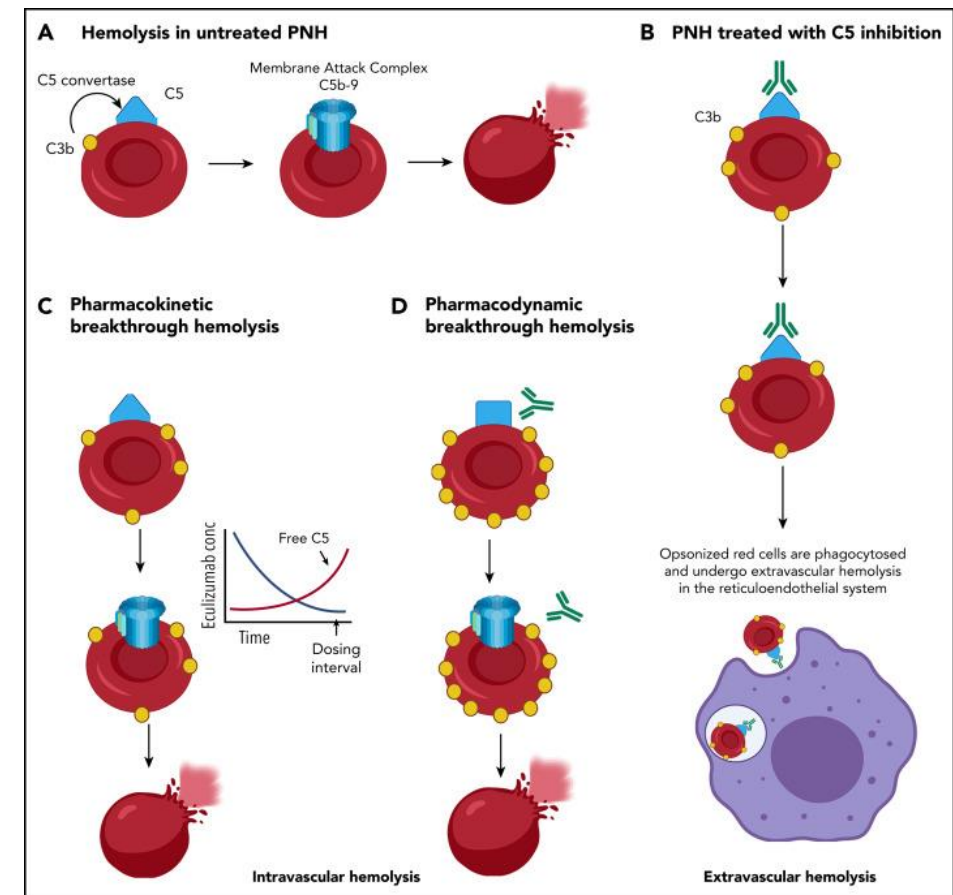 A Hemolysis in untreated PNH
C5 convertase
C5
C3b
Membrane Attack Complex
C5b-9
B PNH treated with C5 inhibition
C3b
Opsonized red cells are phagocytosed
and undergo extravascular hemolysis
in the reticuloendothelial system
Extravascular hemolysis
C Pharmacokinetic
breakthrough hemolysis
Eculizumab conc
Free C5
Time
Dosing
interval
D Pharmacodynamic
breakthrough hemolysis
Intravascular hemolysis